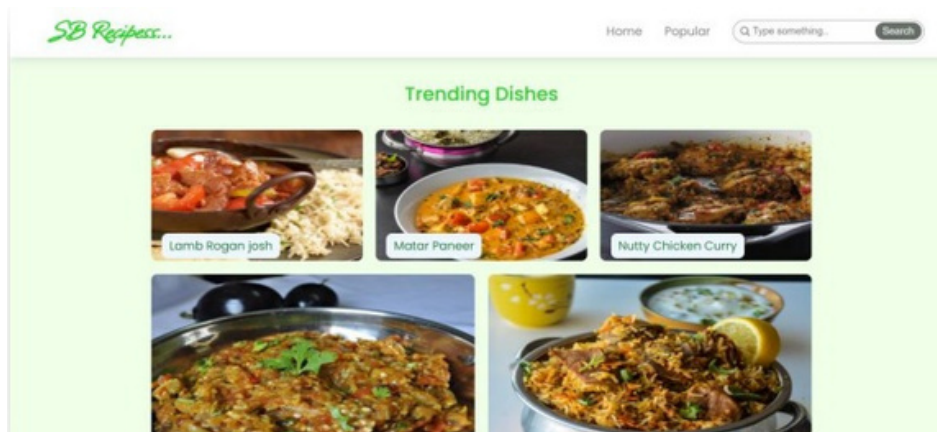 SB Recipess...
Home Popular Type something.. Search
Trending Dishes
Lamb Rogan josh
Matar Paneer
Nutty Chicken Curry